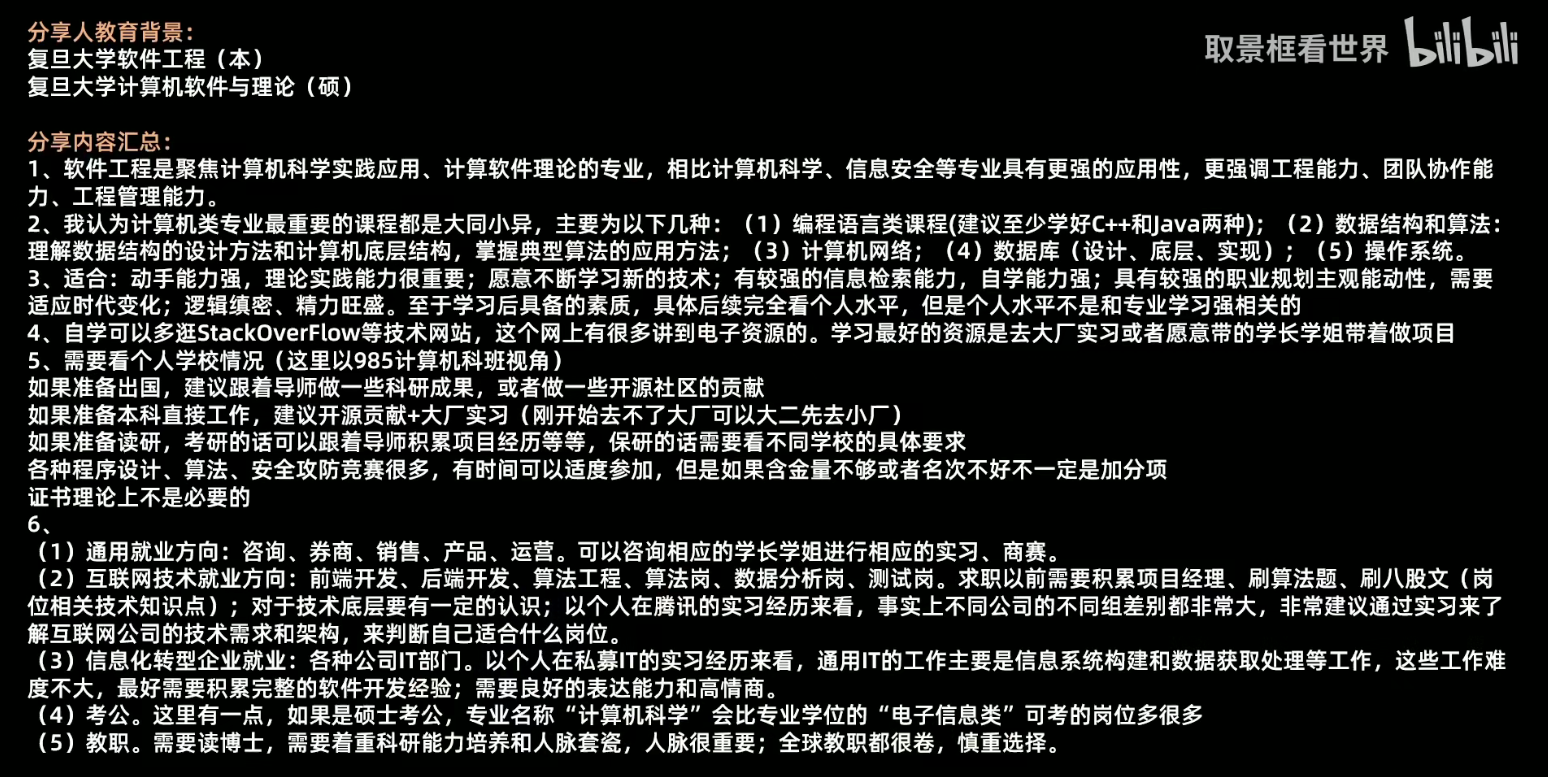 分享人教育背景：
复旦大学软件工程（本）
复旦大学计算机软件与理论（硕）
取景框看世界 bilibili
分享内容汇总：
1、软件工程是聚焦计算机科学实践应用、计算软件理论的专业，相比计算机科学、信息安全等专业具有更强的应用性，更强调工程能力、团队协作能
力、工程管理能力。
2、我认为计算机类专业最重要的课程都是大同小异，主要为以下几种：（1）编程语言类课程(建议至少学好C++和Java两种)；（2）数据结构和算法：
理解数据结构的设计方法和计算机底层结构，掌握典型算法的应用方法；（3）计算机网络；（4）数据库（设计、底层、实现）；（5）操作系统。
3、适合：动手能力强，理论实践能力很重要；愿意不断学习新的技术；有较强的信息检索能力，自学能力强；具有较强的职业规划主观能动性，需要
适应时代变化；逻辑缜密、精力旺盛。至于学习后具备的素质，具体后续完全看个人水平，但是个人水平不是和专业学习强相关的
4、自学可以多逛StackOverFlow等技术网站，这个网上有很多讲到电子资源的。学习最好的资源是去大厂实习或者愿意带的学长学姐带着做项目
5、需要看个人学校情况（这里以985计算机科班视角）
如果准备出国，建议跟着导师做一些科研成果，或者做一些开源社区的贡献
如果准备本科直接工作，建议开源贡献+大厂实习（刚开始去不了大厂可以大二先去小厂）
如果准备读研，考研的话可以跟着导师积累项目经历等等，保研的话需要看不同学校的具体要求
各种程序设计、算法、安全攻防竞赛很多，有时间可以适度参加，但是如果含金量不够或者名次不好不一定是加分项
证书理论上不是必要的
6、
（1）通用就业方向：咨询、券商、销售、产品、运营。可以咨询相应的学长学姐进行相应的实习、商赛。
（2）互联网技术就业方向：前端开发、后端开发、算法工程、算法岗、数据分析岗、测试岗。求职以前需要积累项目经理、刷算法题、刷八股文（岗
位相关技术知识点）；对于技术底层要有一定的认识；以个人在腾讯的实习经历来看，事实上不同公司的不同组差别都非常大，非常建议通过实习来了
解互联网公司的技术需求和架构，来判断自己适合什么岗位。
（3）信息化转型企业就业：各种公司IT部门。以个人在私募IT的实习经历来看，通用IT的工作主要是信息系统构建和数据获取处理等工作，这些工作难
度不大，最好需要积累完整的软件开发经验；需要良好的表达能力和高情商。
（4）考公。这里有一点，如果是硕士考公，专业名称“计算机科学”会比专业学位的“电子信息类”可考的岗位多很多
（5）教职。需要读博士，需要着重科研能力培养和人脉套瓷，人脉很重要；全球教职都很卷，慎重选择。